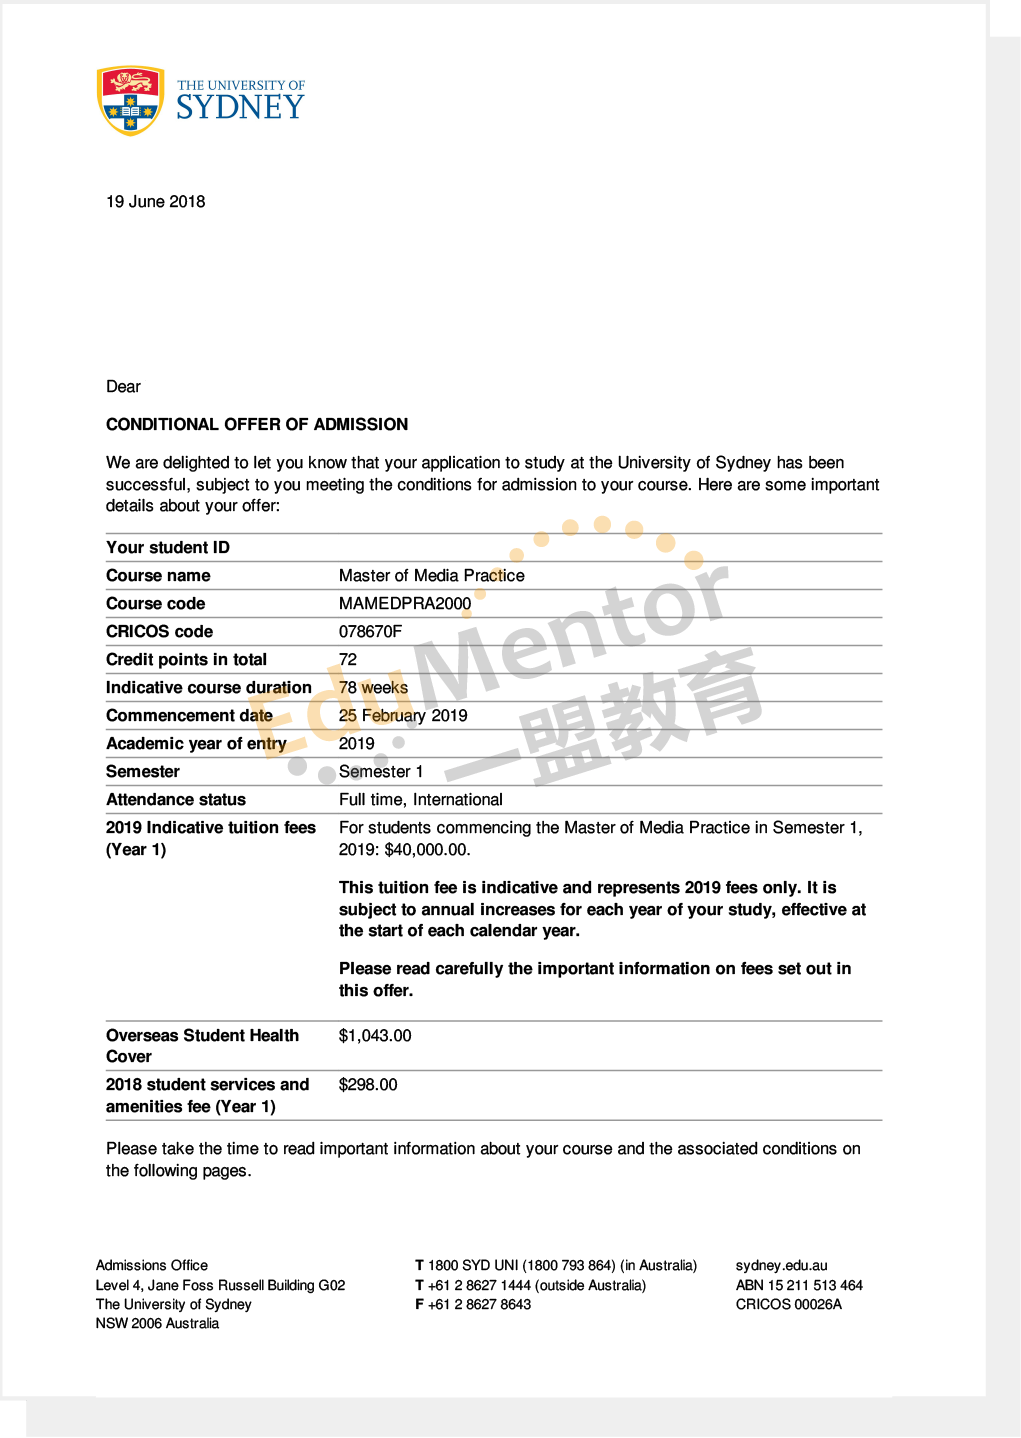 THE UNIVERSITY OF
SYDNEY
19 June 2018
Dear
CONDITIONAL OFFER OF ADMISSION
We are delighted to let you know that your application to study at the University of Sydney has been
successful, subject to you meeting the conditions for admission to your course. Here are some important
details about your offer:
Your student ID
Course name Master of Media Practice
Course code MAMEDPRA2000
CRICOS code 078670F
Credit points in total 72
Indicative course duration 78 weeks
Commencement date 25 February 2019
Academic year of entry 2019
Semester Semester 1
Attendance status Full time, International
2019 Indicative tuition fees For students commencing the Master of Media Practice in Semester 1,
(Year 1) 2019: $40,000.00.
This tuition fee is indicative and represents 2019 fees only. It is
subject to annual increases for each year of your study, effective at
the start of each calendar year.
Please read carefully the important information on fees set out in
this offer.
Overseas Student Health $1,043.00
Cover
2018 student services and $298.00
amenities fee (Year 1)
Please take the time to read important information about your course and the associated conditions on
the following pages.
Admissions Office T 1800 SYD UNI (1800 793 864) (in Australia) sydney.edu.au
Level 4, Jane Foss Russell Building G02 T +61 2 8627 1444 (outside Australia) ABN 15 211 513 464
The University of Sydney F +61 2 8627 8643 CRICOS 00026A
NSW 2006 Australia
EduMentor
一盟教育